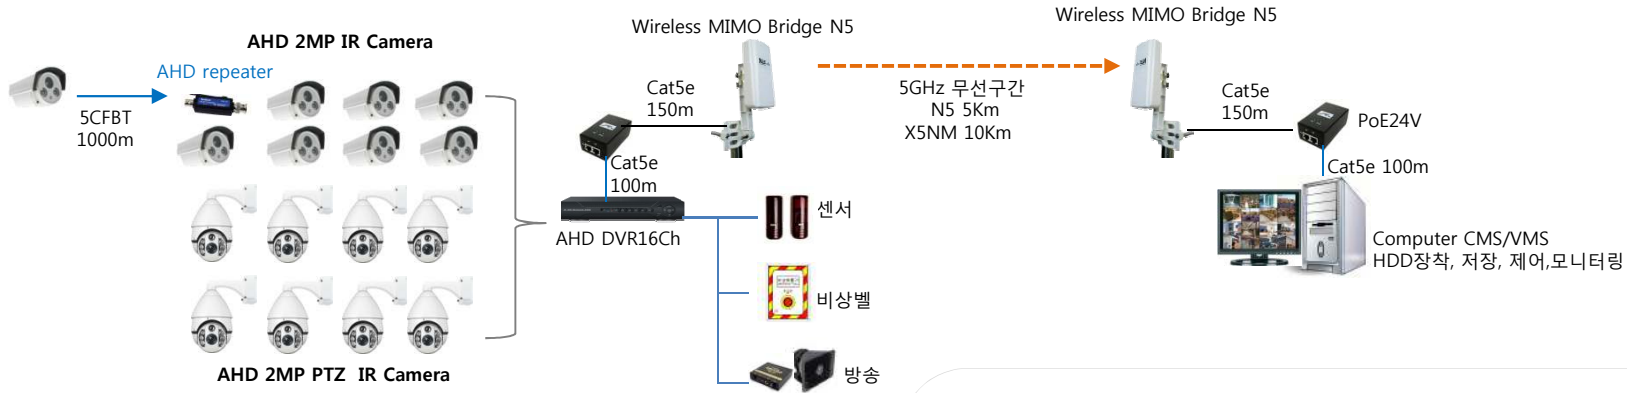 Wireless MIMO Bridge N5
Wireless MIMO Bridge N5
AHD 2MP IR Camera
AHD repeater
5CFBT
1000m
Cat5e
150m
5GHz 무선구간
N5 5Km
X5NM 10Km
Cat5e
150m
PoE24V
Cat5e
100m
Cat5e 100m
AHD DVR16Ch
센서
비상벨
방송
Computer CMS/VMS
HDD장착, 저장, 제어,모니터링
AHD 2MP PTZ IR Camera